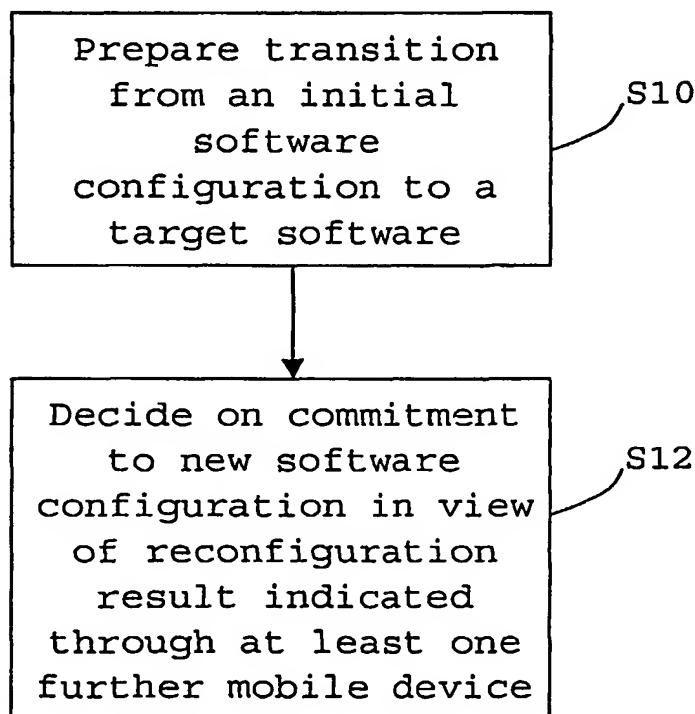 Prepare transition
from an initial
software
configuration to a
target software
S10
Decide on commitment
to new software
configuration in view
of reconfiguration
result indicated
through at least one
further mobile device
S12